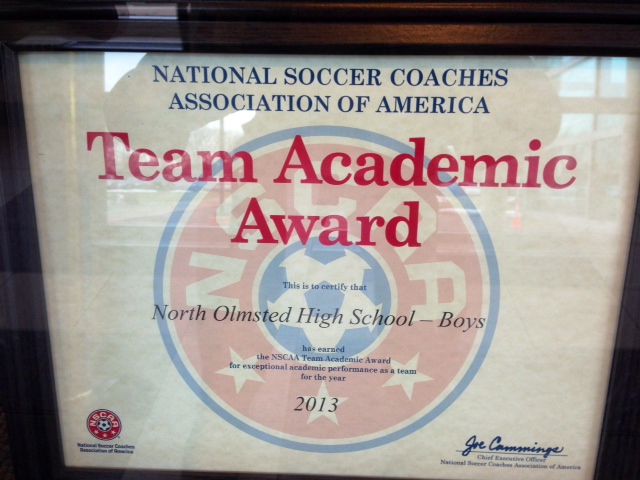 NATIONAL SOCCER COACHES
ASSOCIATION OF AMERICA
Team Academic
Award
NSCAA
This is to certify that
North Olmsted High School – Boys
has earned
the NSCAA Team Academic Award
for exceptional academic performance as a team
for the year
2013
NSCAA
National Soccer Coaches
Association of America
Joe Cummings
Chief Executive Officer
National Soccer Coaches Association of America